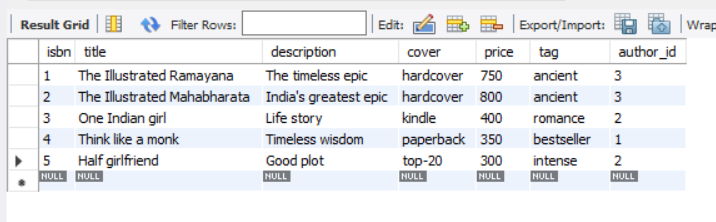 Result Grid Filter Rows: Edit: Export/Import: Wrap
isbn title description cover price tag author_id
1 The Illustrated Ramayana The timeless epic hardcover 750 ancient 3
2 The Illustrated Mahabharata India's greatest epic hardcover 800 ancient 3
3 One Indian girl Life story kindle 400 romance 2
4 Think like a monk Timeless wisdom paperback 350 bestseller 1
5 Half girlfriend Good plot top-20 300 intense 2
NULL NULL NULL NULL NULL NULL NULL